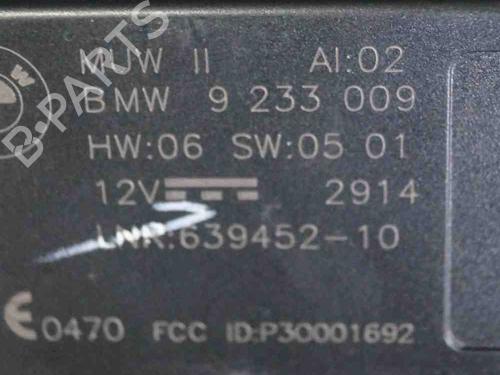 MUW II AI:02
BMW 9 233 009
HW:06 SW:05 01
12V 2914
LNR:639452-10
CE 0470 FCC ID:P30001692
W
B-PARTS